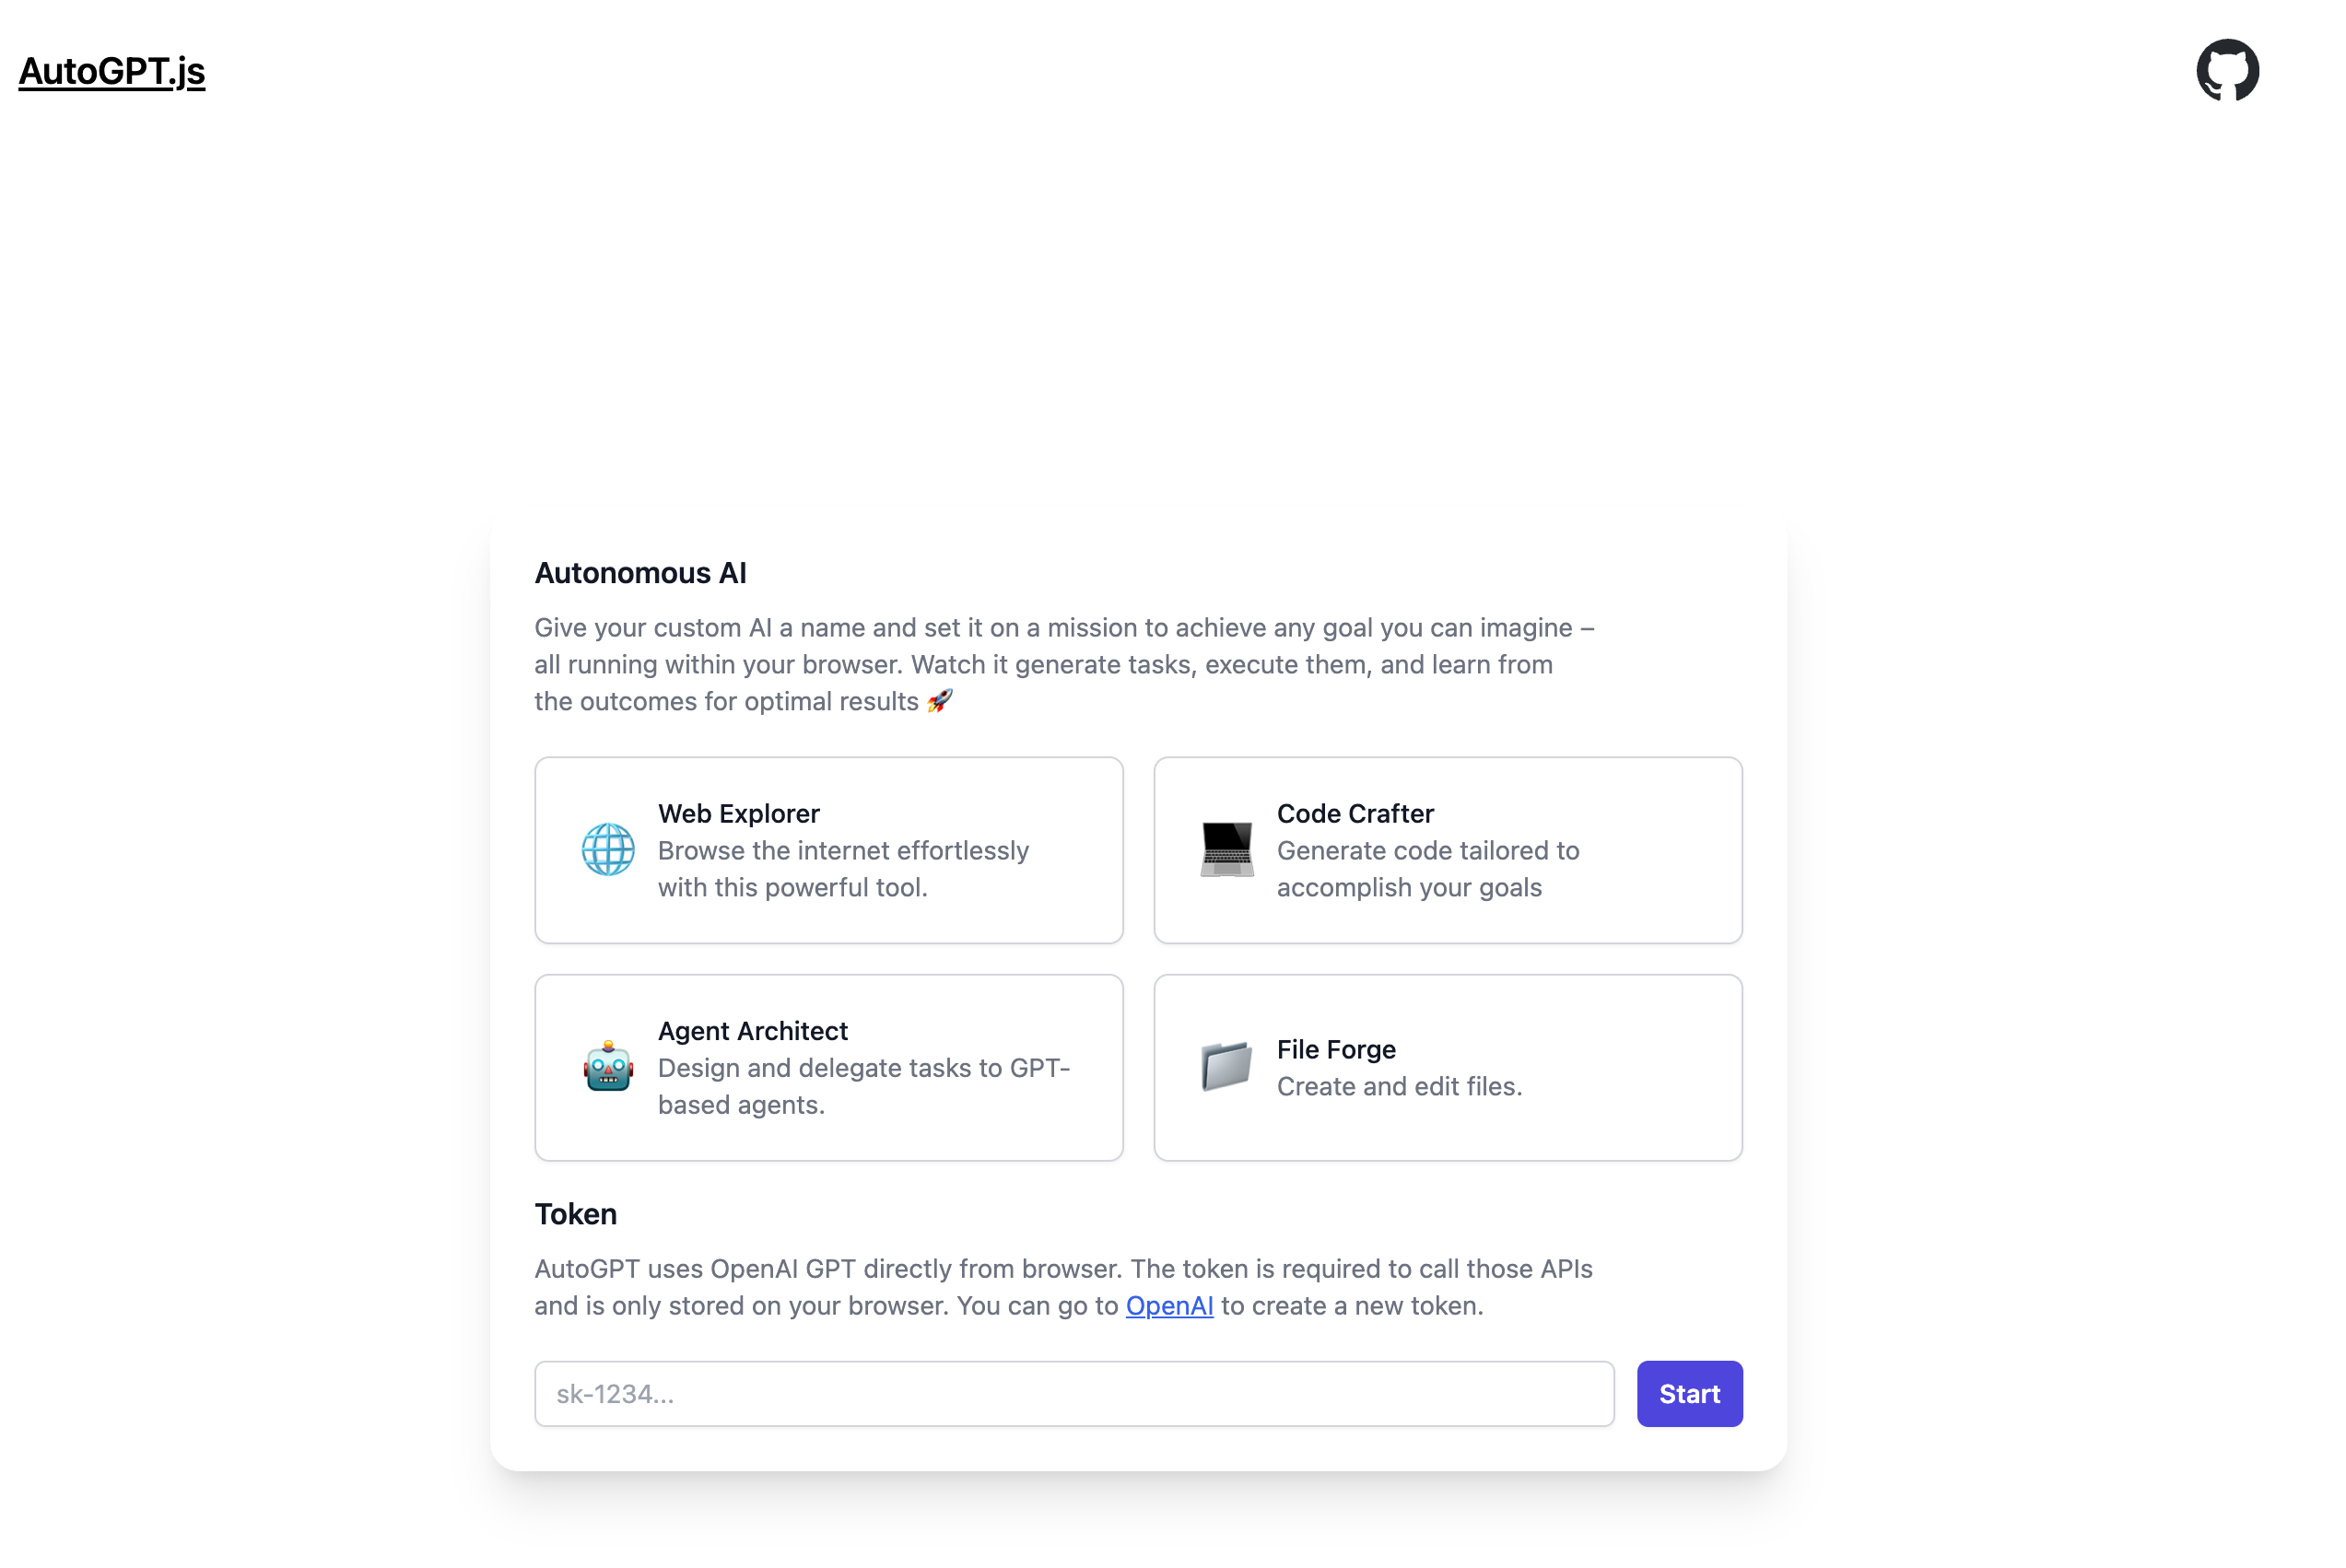 AutoGPT.js
Autonomous AI
Give your custom AI a name and set it on a mission to achieve any goal you can imagine –
all running within your browser. Watch it generate tasks, execute them, and learn from
the outcomes for optimal results 🚀
Web Explorer
Browse the internet effortlessly
with this powerful tool.
Code Crafter
Generate code tailored to
accomplish your goals
Agent Architect
Design and delegate tasks to GPT-
based agents.
File Forge
Create and edit files.
Token
AutoGPT uses OpenAI GPT directly from browser. The token is required to call those APIs
and is only stored on your browser. You can go to OpenAI to create a new token.
sk-1234...
Start